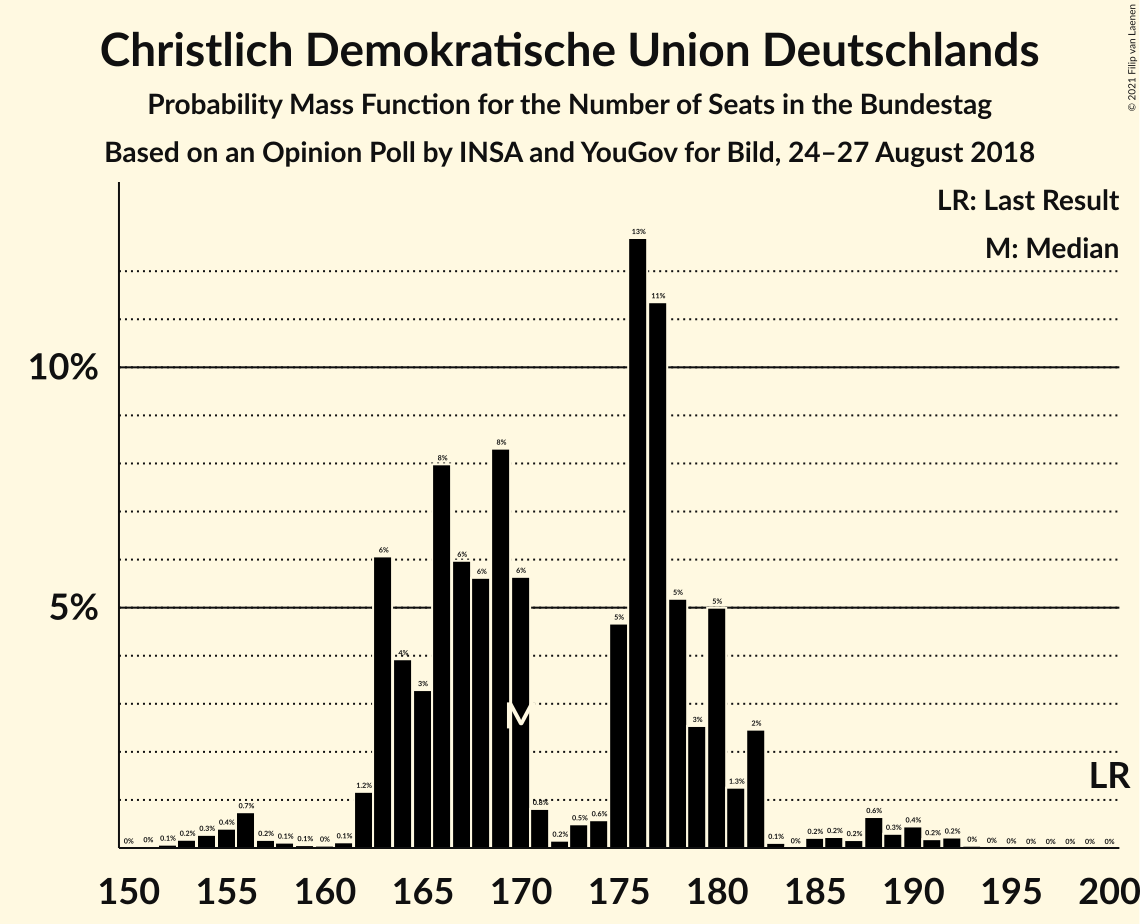 Christlich Demokratische Union Deutschlands
Probability Mass Function for the Number of Seats in the Bundestag
Based on an Opinion Poll by INSA and YouGov for Bild, 24–27 August 2018
© 2021 Filip van Laenen
LR: Last Result
M: Median
10%
5%
0% 0% 0.1% 0.2% 0.3% 0.4% 0.7% 0.2% 0.1% 0.1% 0% 0.1% 1.2% 6% 4% 3% 8% 6% 6% 8% 6% 0.8% 0.2% 0.5% 0.6% 5% 13% 11% 5% 3% 5% 1.3% 2% 0.1% 0% 0.2% 0.2% 0.2% 0.6% 0.3% 0.4% 0.2% 0.2% 0% 0% 0% 0% 0% 0% 0% 0%
M
LR
150 155 160 165 170 175 180 185 190 195 200